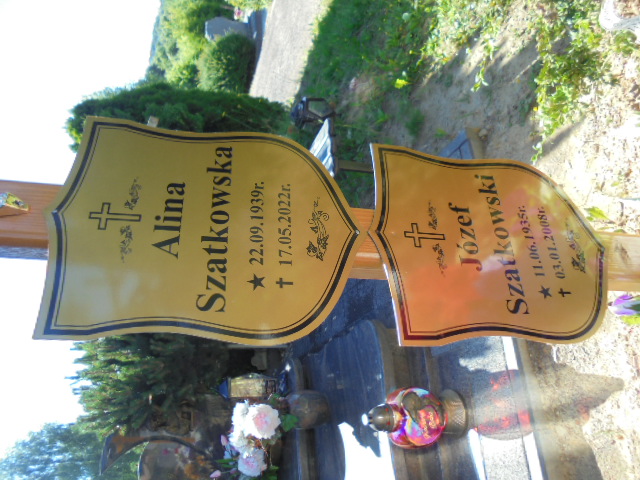 Alina
Szatkowska
★ 22.09.1939r.
✝ 17.05.2022r.
Józef
Szatkowski
★ 11.06.1935r.
✝ 03.01.2008r.